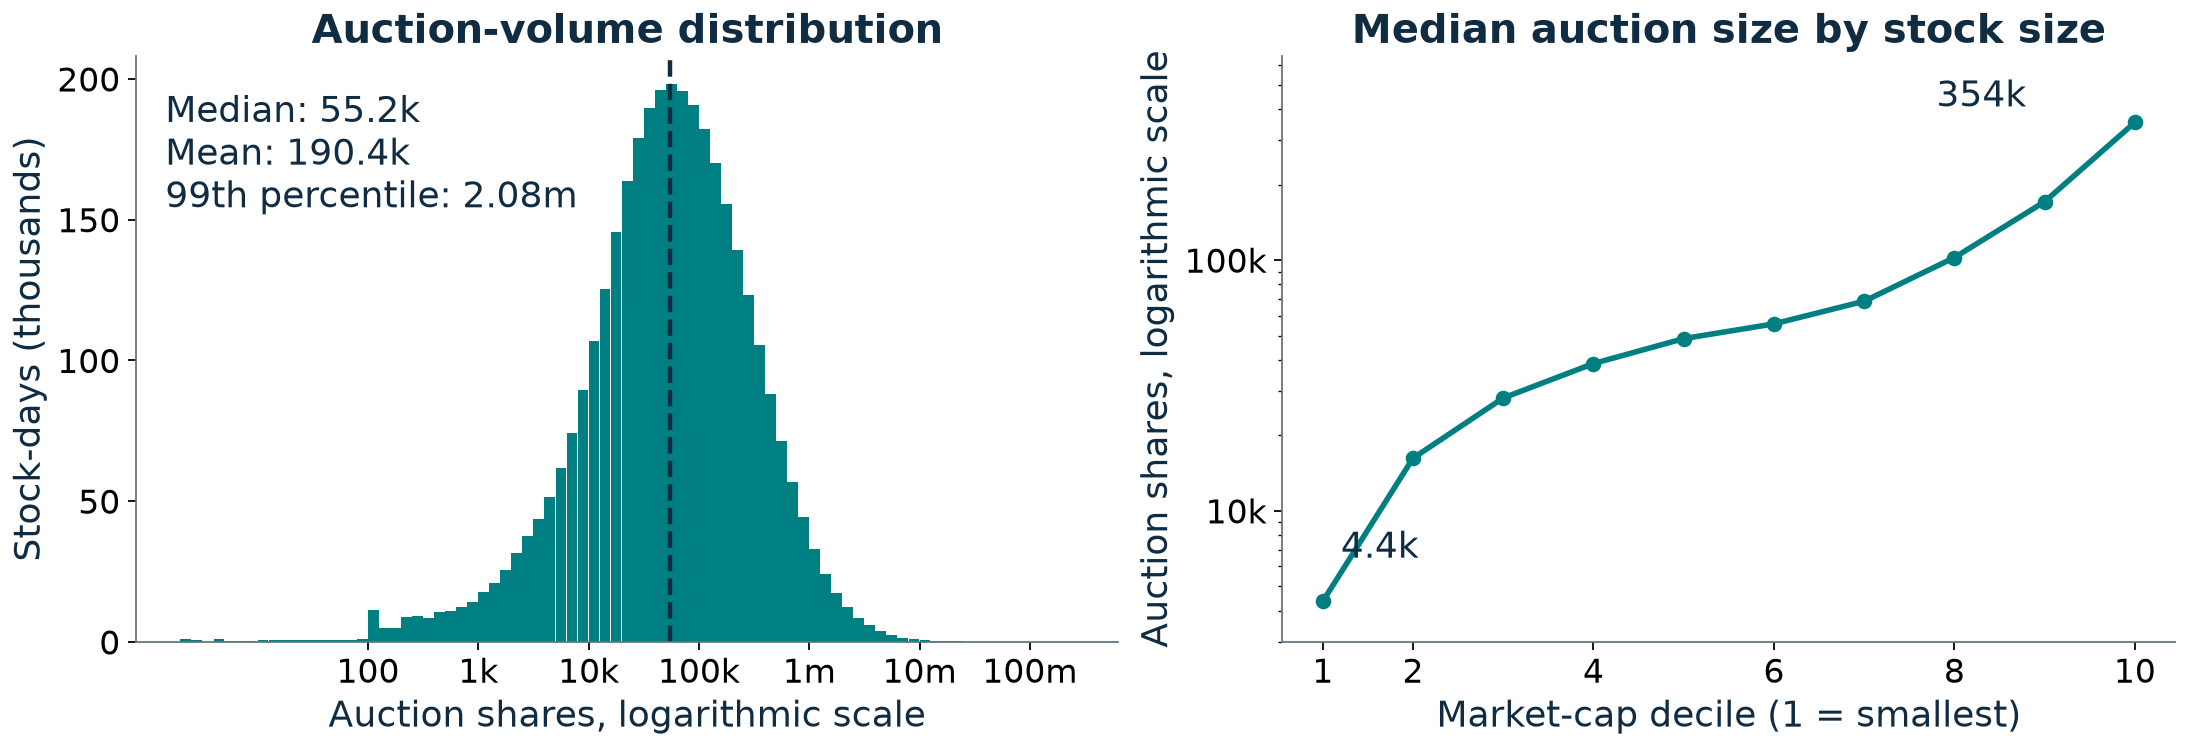 Auction-volume distribution
Stock-days (thousands)
200
150
100
50
0
Median: 55.2k
Mean: 190.4k
99th percentile: 2.08m
100 1k 10k 100k 1m 10m 100m
Auction shares, logarithmic scale
Median auction size by stock size
Auction shares, logarithmic scale
100k
10k
354k
4.4k
1 2 4 6 8 10
Market-cap decile (1 = smallest)